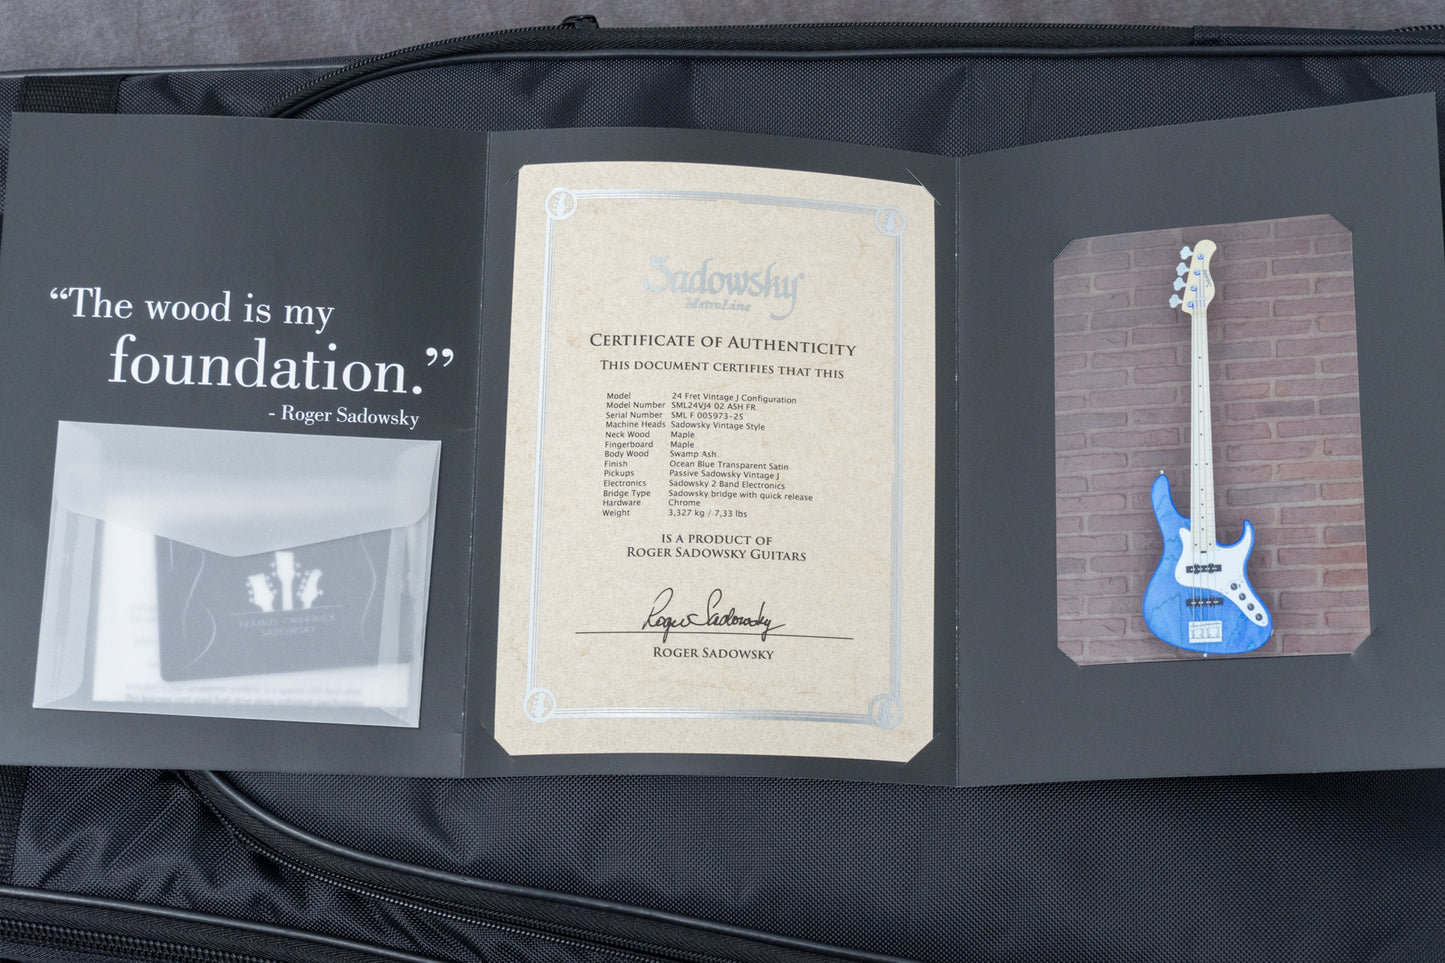 “The wood is my
foundation.”
- Roger Sadowsky
FRAMUS - WARWICK
SADOWSKY
Sadowsky
MetroLine
CERTIFICATE OF AUTHENTICITY
THIS DOCUMENT CERTIFIES THAT THIS
Model 24 Fret Vintage J Configuration
Model Number SML24VJ4 02 ASH FR
Serial Number SML F 005973-25
Machine Heads Sadowsky Vintage Style
Neck Wood Maple
Fingerboard Maple
Body Wood Swamp Ash
Finish Ocean Blue Transparent Satin
Pickups Passive Sadowsky Vintage J
Electronics Sadowsky 2 Band Electronics
Bridge Type Sadowsky bridge with quick release
Hardware Chrome
Weight 3,327 kg / 7,33 lbs
IS A PRODUCT OF
ROGER SADOWSKY GUITARS
Roger Sadowsky
ROGER SADOWSKY